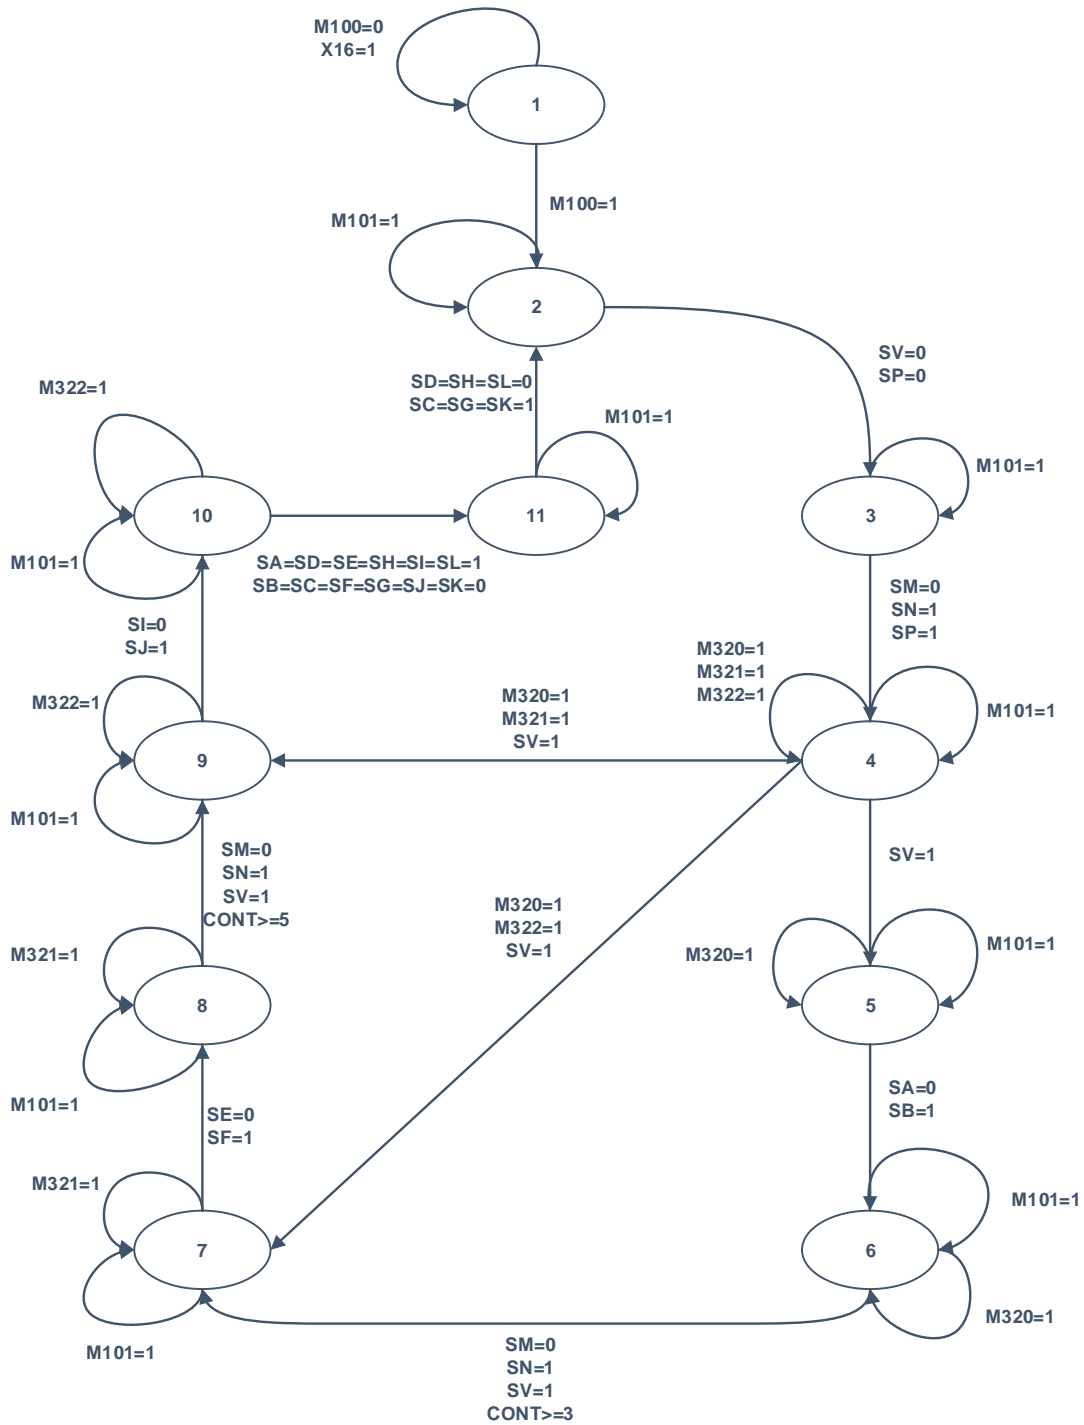 M100=0
X16=1
1
M100=1
M101=1
2
SV=0
SP=0
SD=SH=SL=0
SC=SG=SK=1
M322=1
M101=1
M101=1
10
11
3
M101=1
SA=SD=SE=SH=SI=SL=1
SB=SC=SF=SG=SJ=SK=0
SM=0
SN=1
SP=1
SI=0
SJ=1
M320=1
M321=1
M322=1
M322=1
M320=1
M321=1
SV=1
M101=1
9
4
M101=1
SM=0
SN=1
SV=1
CONT>=5
SV=1
M320=1
M322=1
SV=1
M321=1
M320=1
M101=1
8
5
M101=1
SE=0
SF=1
SA=0
SB=1
M321=1
M101=1
7
6
M320=1
M101=1
SM=0
SN=1
SV=1
CONT>=3